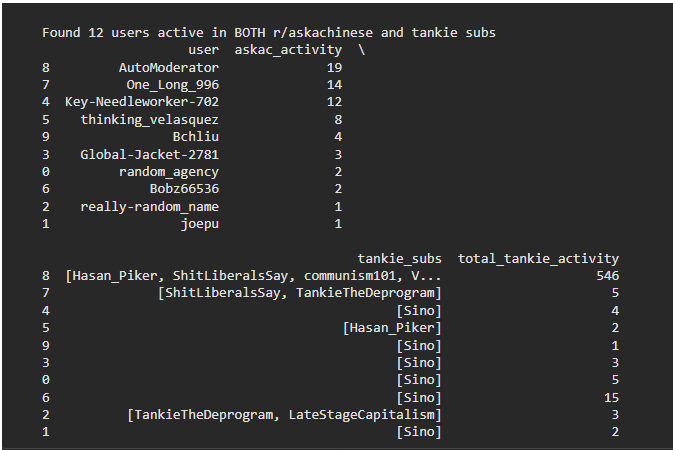 Found 12 users active in BOTH r/askachinese and tankie subs
user askac_activity \
8 AutoModerator 19
7 One_Long_996 14
4 Key-Needleworker-702 12
5 thinking_velasquez 8
9 Bchliu 4
3 Global-Jacket-2781 3
0 random_agency 2
6 Bobz66536 2
2 really-random_name 1
1 joepu 1
tankie_subs total_tankie_activity
8 [Hasan_Piker, ShitLiberalsSay, communism101, V... 546
7 [ShitLiberalsSay, TankieTheDeprogram] 5
4 [Sino] 4
5 [Hasan_Piker] 2
9 [Sino] 1
3 [Sino] 3
0 [Sino] 5
6 [Sino] 15
2 [TankieTheDeprogram, LateStageCapitalism] 3
1 [Sino] 2